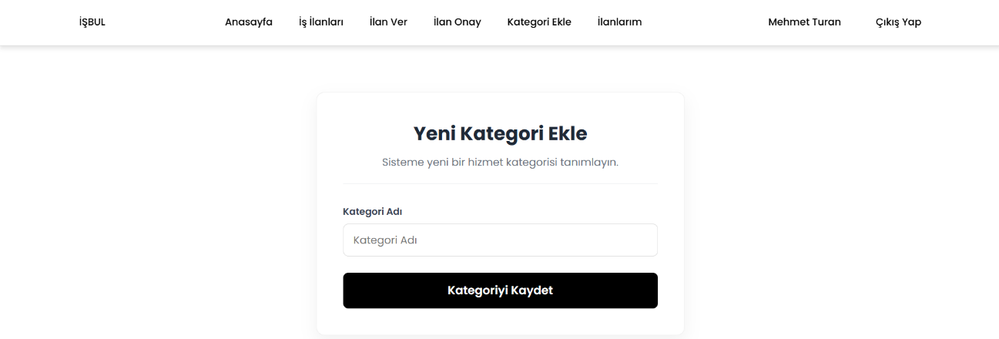 İŞBUL Anasayfa İş İlanları İlan Ver İlan Onay Kategori Ekle İlanlarım Mehmet Turan Çıkış Yap
Yeni Kategori Ekle
Sisteme yeni bir hizmet kategorisi tanımlayın.
Kategori Adı
Kategori Adı
Kategoriyi Kaydet